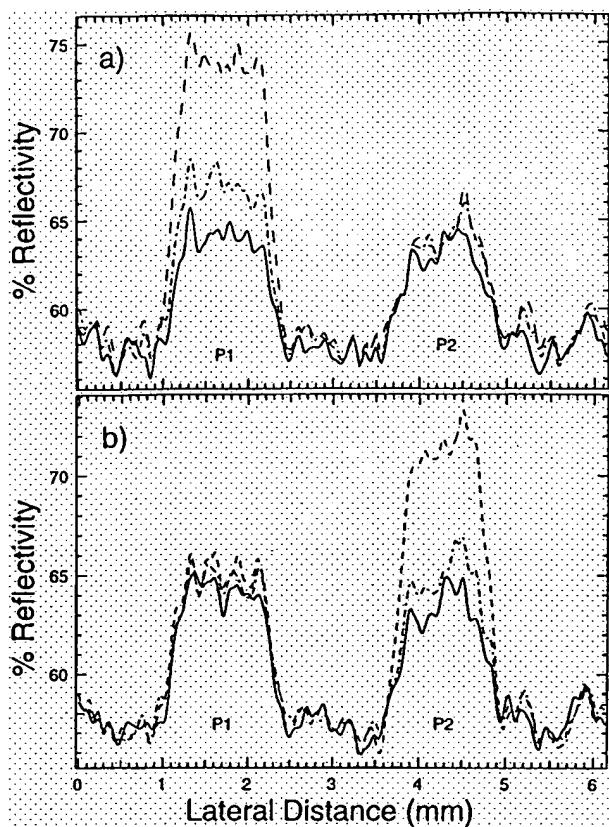 a)
75
70
65
60
% Reflectivity
P1
P2
b)
70
65
60
% Reflectivity
P1
P2
0
1
2
3
4
5
6
Lateral Distance (mm)